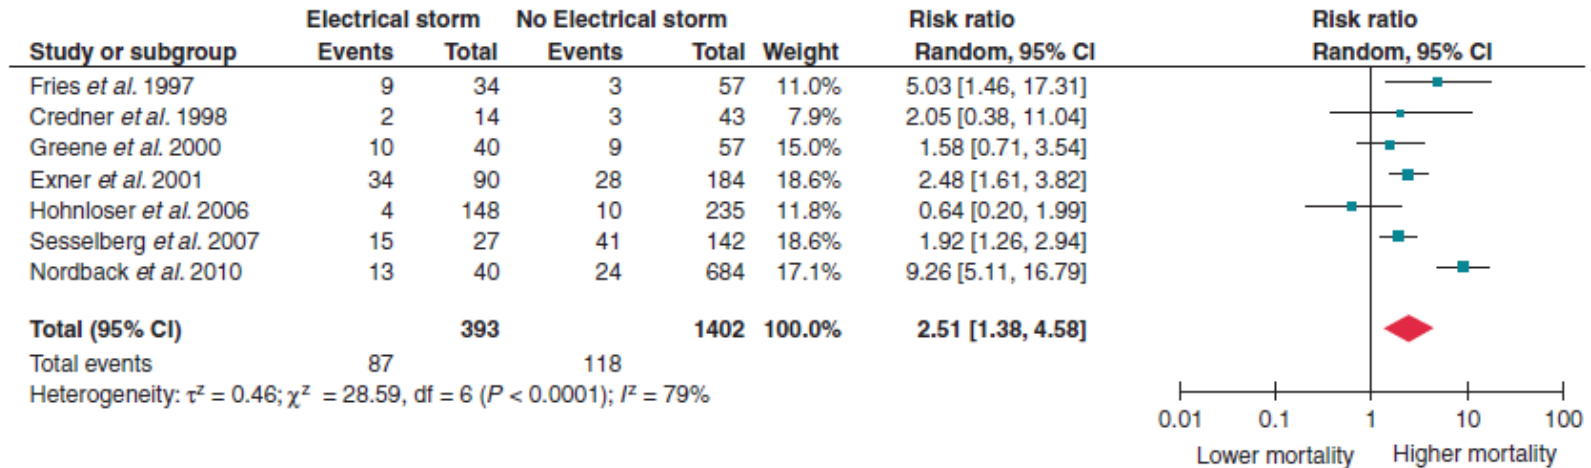 Electrical storm No Electrical storm Risk ratio Risk ratio
Study or subgroup Events Total Events Total Weight Random, 95% CI Random, 95% CI
Fries et al. 1997 9 34 3 57 11.0% 5.03 [1.46, 17.31]
Credner et al. 1998 2 14 3 43 7.9% 2.05 [0.38, 11.04]
Greene et al. 2000 10 40 9 57 15.0% 1.58 [0.71, 3.54]
Exner et al. 2001 34 90 28 184 18.6% 2.48 [1.61, 3.82]
Hohnloser et al. 2006 4 148 10 235 11.8% 0.64 [0.20, 1.99]
Sesselberg et al. 2007 15 27 41 142 18.6% 1.92 [1.26, 2.94]
Nordback et al. 2010 13 40 24 684 17.1% 9.26 [5.11, 16.79]
Total (95% CI) 393 1402 100.0% 2.51 [1.38, 4.58]
Total events 87 118
Heterogeneity: τᶻ = 0.46; χᶻ = 28.59, df = 6 (P < 0.0001); Iᶻ = 79%
0.01 0.1 1 10 100
Lower mortality Higher mortality